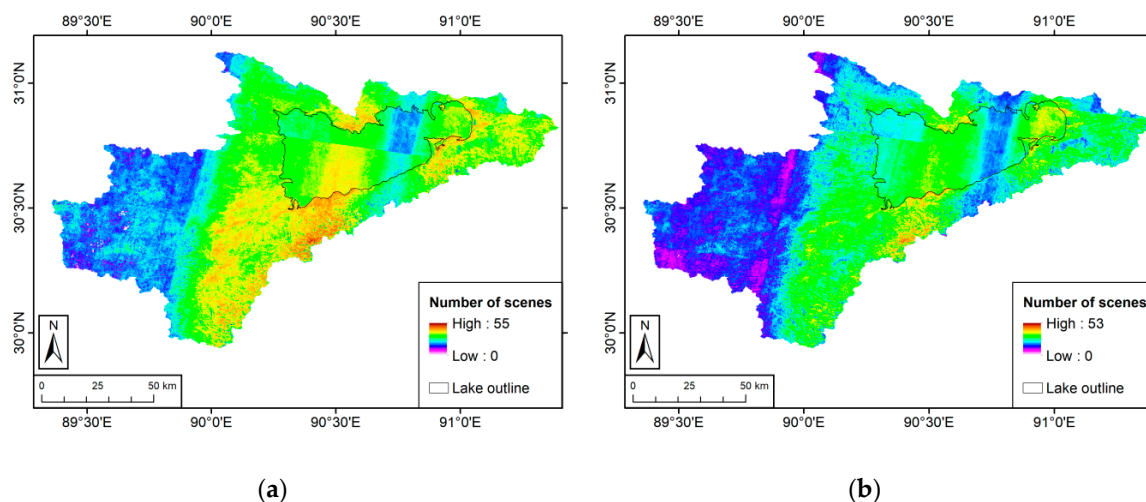 89°30'E 90°0'E 90°30'E 91°0'E
31°0'N
30°30'N
30°0'N
Number of scenes
High : 55
Low : 0
Lake outline
N
0 25 50 km
89°30'E 90°0'E 90°30'E 91°0'E
(a)
89°30'E 90°0'E 90°30'E 91°0'E
31°0'N
30°30'N
30°0'N
Number of scenes
High : 53
Low : 0
Lake outline
N
0 25 50 km
89°30'E 90°0'E 90°30'E 91°0'E
(b)